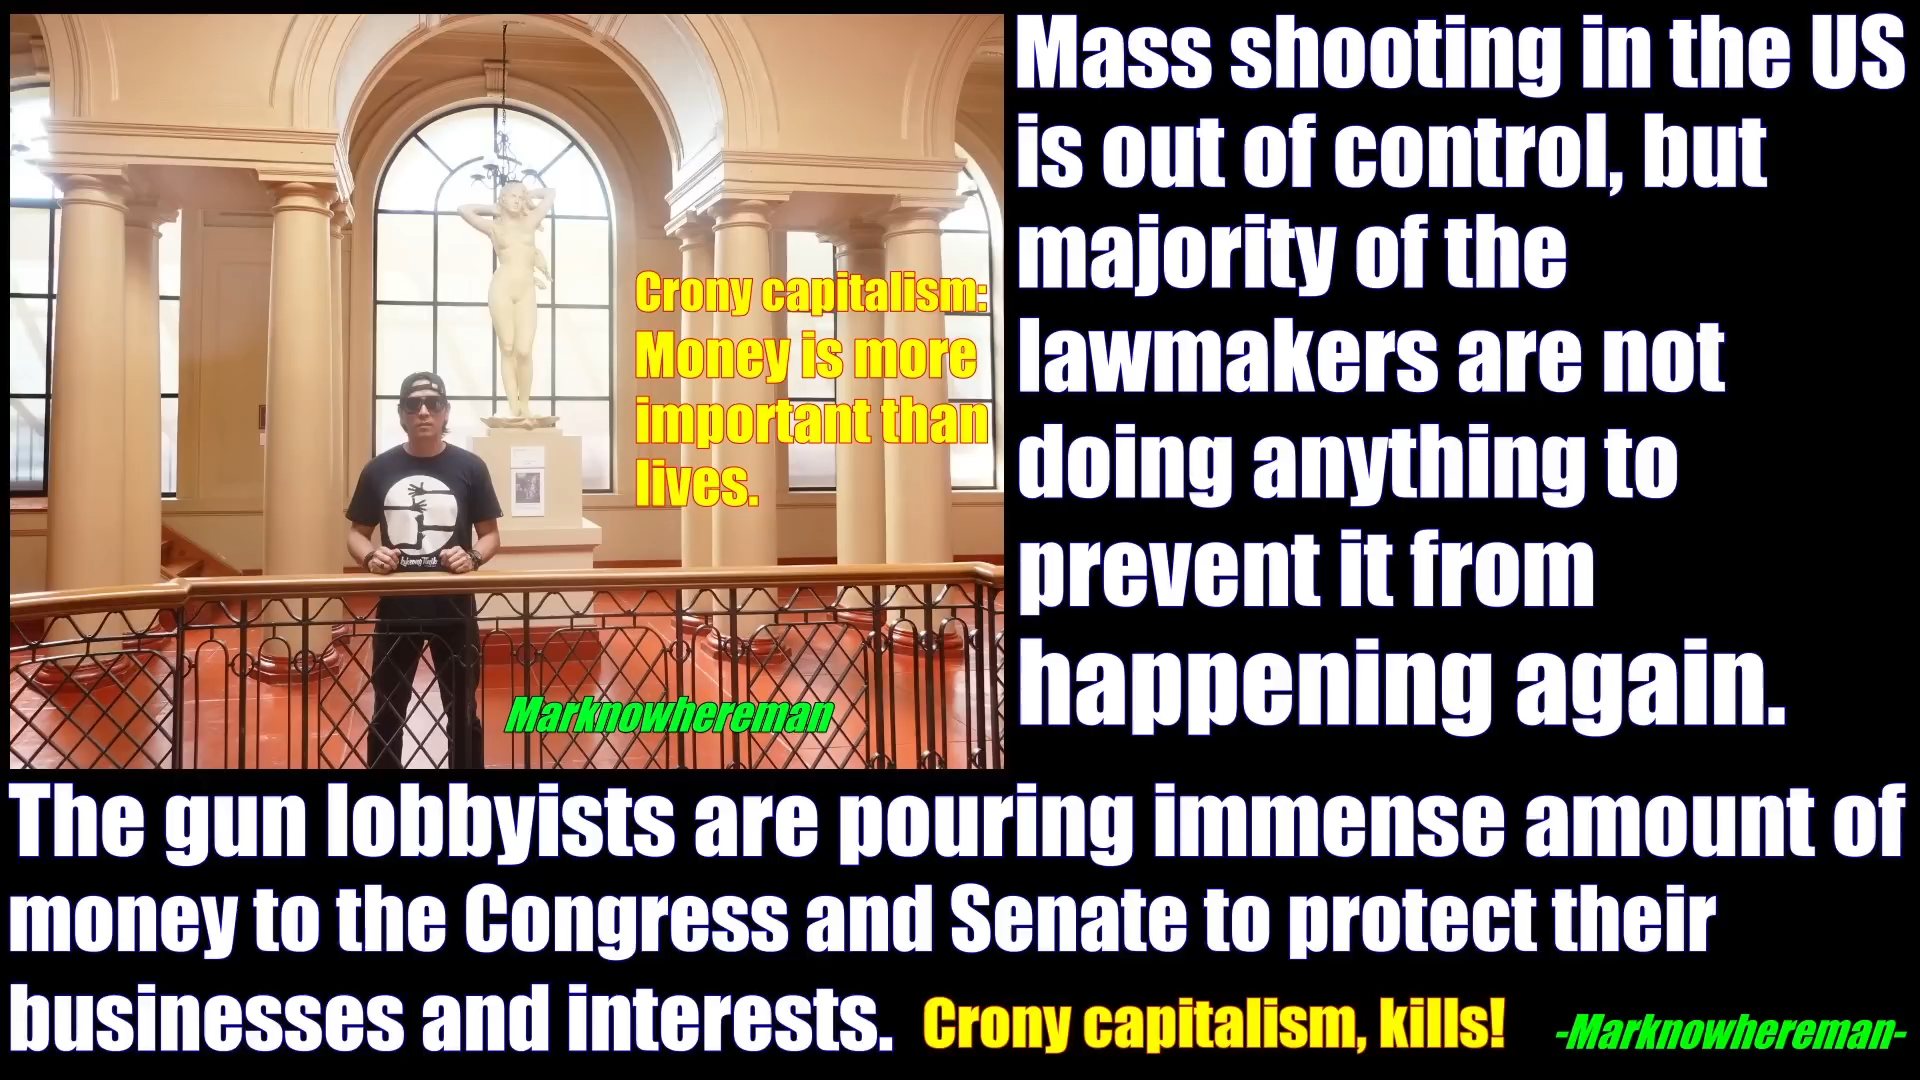 Mass shooting in the US
is out of control, but
majority of the
lawmakers are not
doing anything to
prevent it from
happening again.
Crony capitalism:
Money is more
important than
lives.
Marknowhereman
The gun lobbyists are pouring immense amount of
money to the Congress and Senate to protect their
businesses and interests. Crony capitalism, kills! -Marknowhereman-